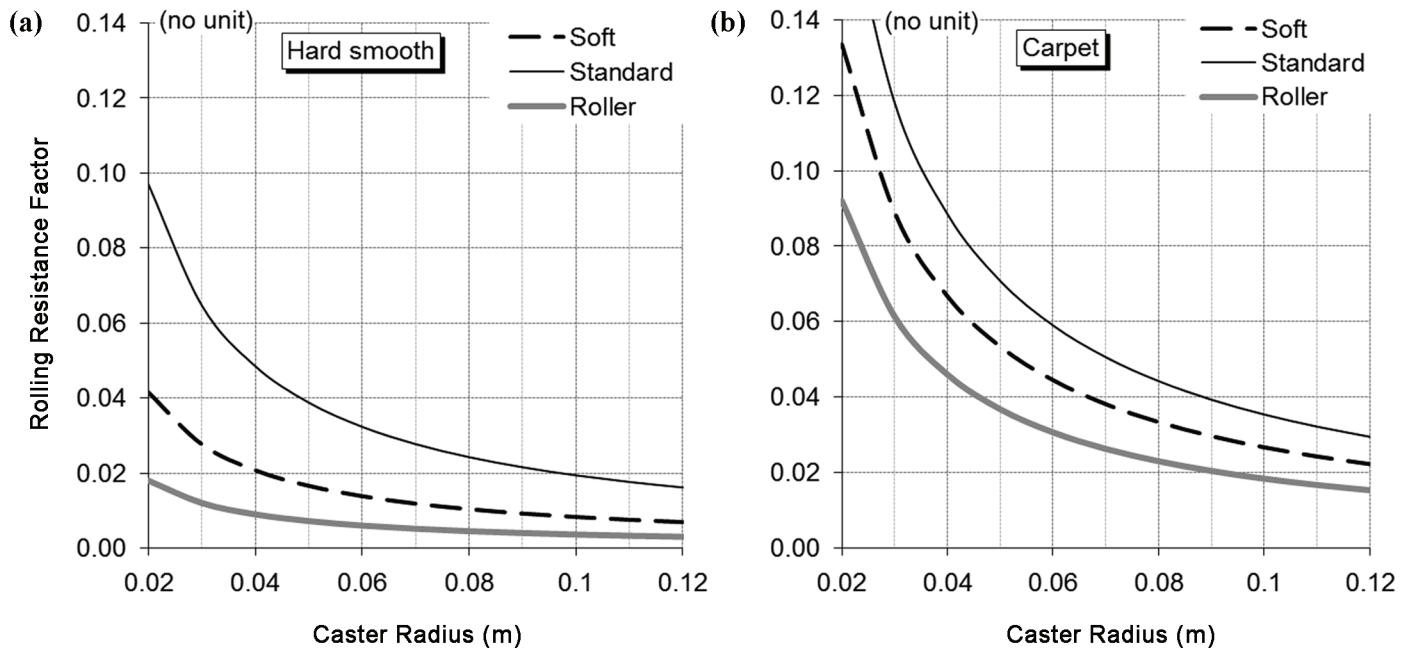 (a)
(no unit)
Hard smooth
Soft
Standard
Roller
0.14
0.12
0.10
0.08
0.06
0.04
0.02
0.00
Rolling Resistance Factor
0.02 0.04 0.06 0.08 0.1 0.12
Caster Radius (m)
(b)
(no unit)
Carpet
Soft
Standard
Roller
0.14
0.12
0.10
0.08
0.06
0.04
0.02
0.00
0.02 0.04 0.06 0.08 0.1 0.12
Caster Radius (m)